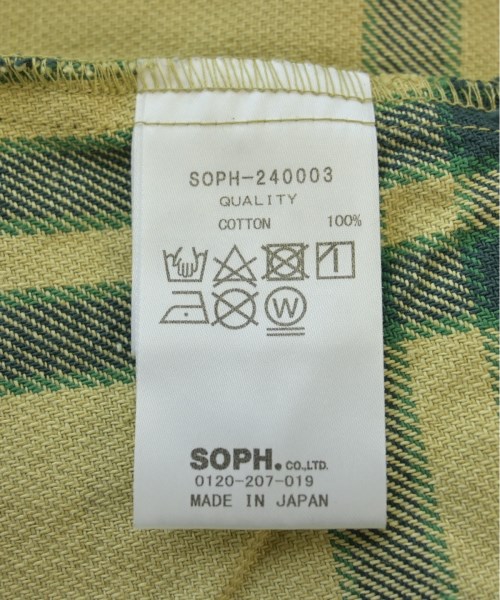 SOPH-240003
QUALITY
COTTON 100%
W
SOPH. CO.,LTD.
0120-207-019
MADE IN JAPAN